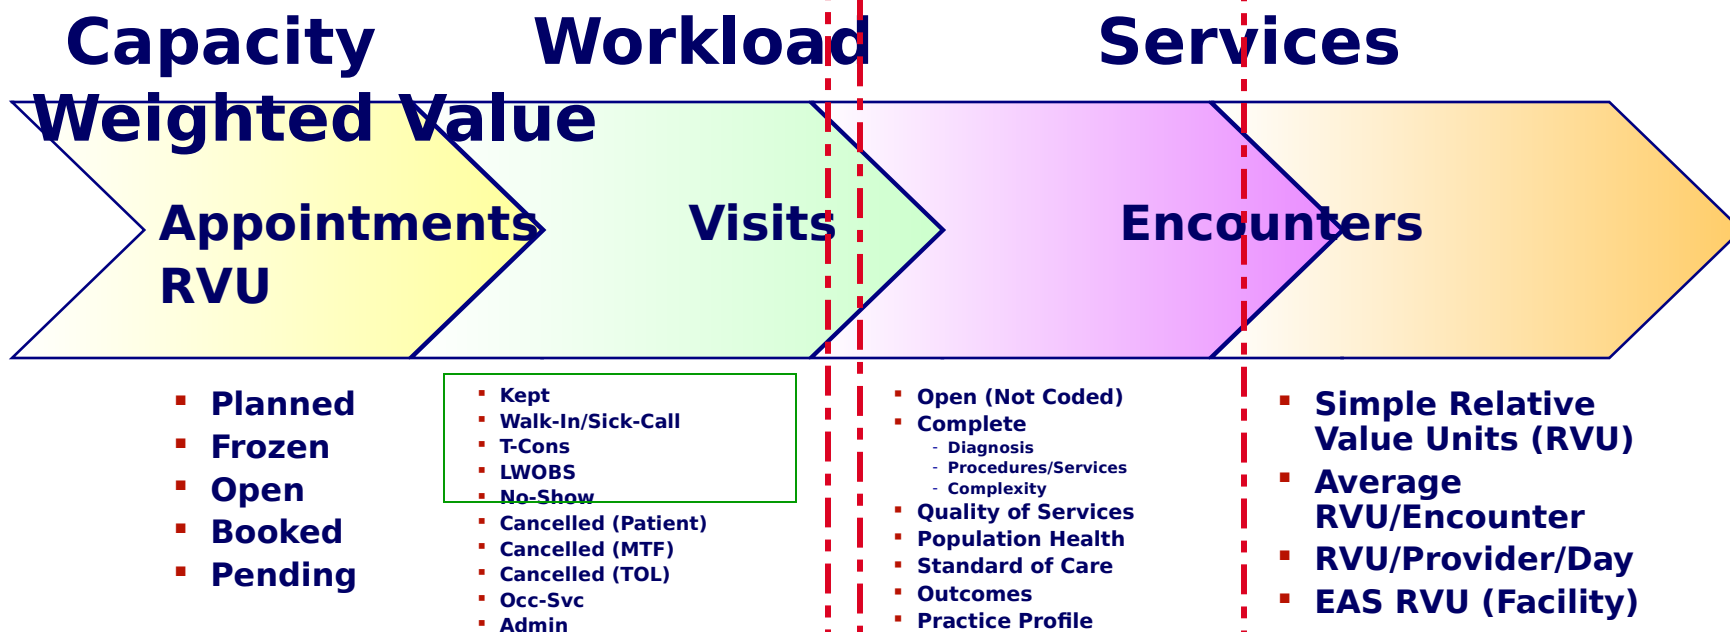 Capacity Workload Services
Weighted Value
Appointments Visits Encounters
RVU
Planned
Frozen
Open
Booked
Pending
Kept
Walk-In/Sick-Call
T-Cons
LWOBS
No-Show
Cancelled (Patient)
Cancelled (MTF)
Cancelled (TOL)
Occ-Svc
Admin
Open (Not Coded)
Complete
- Diagnosis
- Procedures/Services
- Complexity
Quality of Services
Population Health
Standard of Care
Outcomes
Practice Profile
Simple Relative
Value Units (RVU)
Average
RVU/Encounter
RVU/Provider/Day
EAS RVU (Facility)